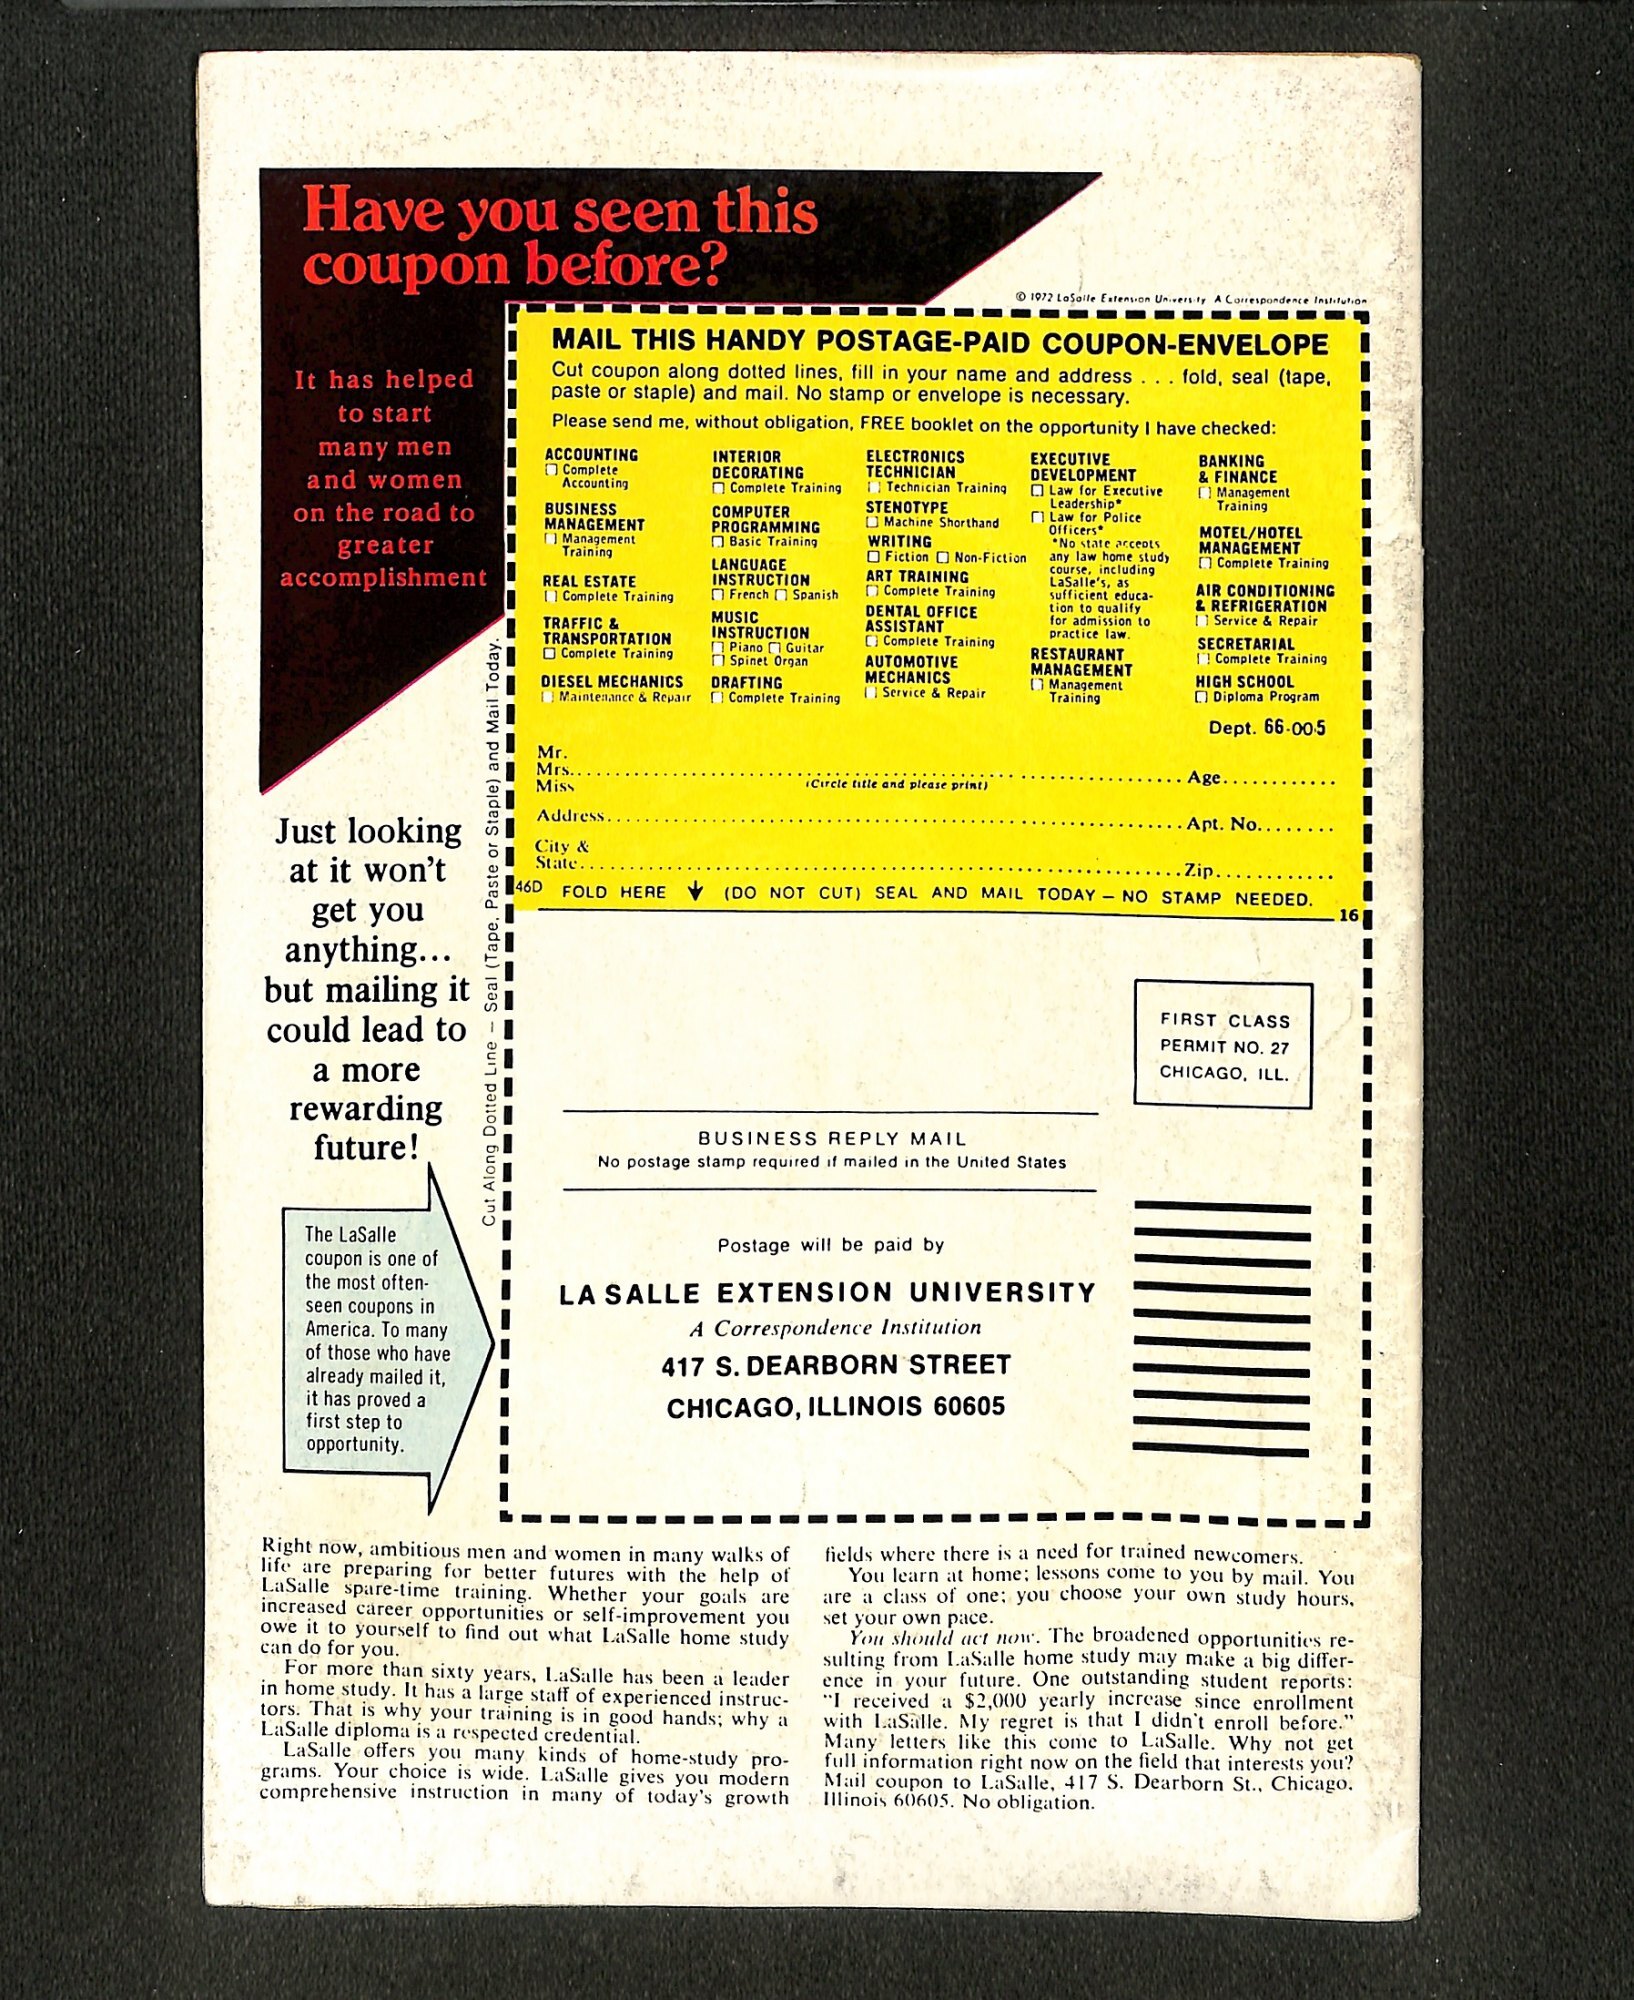 Have you seen this
coupon before?
© 1972 LaSalle Extension University A Correspondence Institution
It has helped
to start
many men
and women
on the road to
greater
accomplishment
MAIL THIS HANDY POSTAGE-PAID COUPON-ENVELOPE
Cut coupon along dotted lines, fill in your name and address . . . fold, seal (tape,
paste or staple) and mail. No stamp or envelope is necessary.
Please send me, without obligation, FREE booklet on the opportunity I have checked:
ACCOUNTING
☐ Complete
Accounting
BUSINESS
MANAGEMENT
☐ Management
Training
REAL ESTATE
☐ Complete Training
TRAFFIC &
TRANSPORTATION
☐ Complete Training
DIESEL MECHANICS
☐ Maintenance & Repair
INTERIOR
DECORATING
☐ Complete Training
COMPUTER
PROGRAMMING
☐ Basic Training
LANGUAGE
INSTRUCTION
☐ French ☐ Spanish
MUSIC
INSTRUCTION
☐ Piano ☐ Guitar
☐ Spinet Organ
DRAFTING
☐ Complete Training
ELECTRONICS
TECHNICIAN
☐ Technician Training
STENOTYPE
☐ Machine Shorthand
WRITING
☐ Fiction ☐ Non-Fiction
ART TRAINING
☐ Complete Training
DENTAL OFFICE
ASSISTANT
☐ Complete Training
AUTOMOTIVE
MECHANICS
☐ Service & Repair
EXECUTIVE
DEVELOPMENT
☐ Law for Executive
Leadership*
☐ Law for Police
Officers*
*No state accepts
any law home study
course, including
LaSalle's, as
sufficient educa-
tion to qualify
for admission to
practice law.
RESTAURANT
MANAGEMENT
☐ Management
Training
BANKING
& FINANCE
☐ Management
Training
MOTEL/HOTEL
MANAGEMENT
☐ Complete Training
AIR CONDITIONING
& REFRIGERATION
☐ Service & Repair
SECRETARIAL
☐ Complete Training
HIGH SCHOOL
☐ Diploma Program
Dept. 66-005
Mr.
Mrs. Age
Miss (Circle title and please print)
Address Apt. No.
City &
State Zip
46D FOLD HERE ↓ (DO NOT CUT) SEAL AND MAIL TODAY – NO STAMP NEEDED.
16
Cut Along Dotted Line – Seal (Tape, Paste or Staple) and Mail Today.
Just looking
at it won't
get you
anything...
but mailing it
could lead to
a more
rewarding
future!
The LaSalle
coupon is one of
the most often-
seen coupons in
America. To many
of those who have
already mailed it,
it has proved a
first step to
opportunity.
FIRST CLASS
PERMIT NO. 27
CHICAGO, ILL.
BUSINESS REPLY MAIL
No postage stamp required if mailed in the United States
Postage will be paid by
LA SALLE EXTENSION UNIVERSITY
A Correspondence Institution
417 S. DEARBORN STREET
CHICAGO, ILLINOIS 60605
Right now, ambitious men and women in many walks of
life are preparing for better futures with the help of
LaSalle spare-time training. Whether your goals are
increased career opportunities or self-improvement you
owe it to yourself to find out what LaSalle home study
can do for you.
For more than sixty years, LaSalle has been a leader
in home study. It has a large staff of experienced instruc-
tors. That is why your training is in good hands; why a
LaSalle diploma is a respected credential.
LaSalle offers you many kinds of home-study pro-
grams. Your choice is wide. LaSalle gives you modern
comprehensive instruction in many of today's growth
fields where there is a need for trained newcomers.
You learn at home; lessons come to you by mail. You
are a class of one; you choose your own study hours,
set your own pace.
You should act now. The broadened opportunities re-
sulting from LaSalle home study may make a big differ-
ence in your future. One outstanding student reports:
"I received a $2,000 yearly increase since enrollment
with LaSalle. My regret is that I didn't enroll before."
Many letters like this come to LaSalle. Why not get
full information right now on the field that interests you?
Mail coupon to LaSalle, 417 S. Dearborn St., Chicago,
Illinois 60605. No obligation.